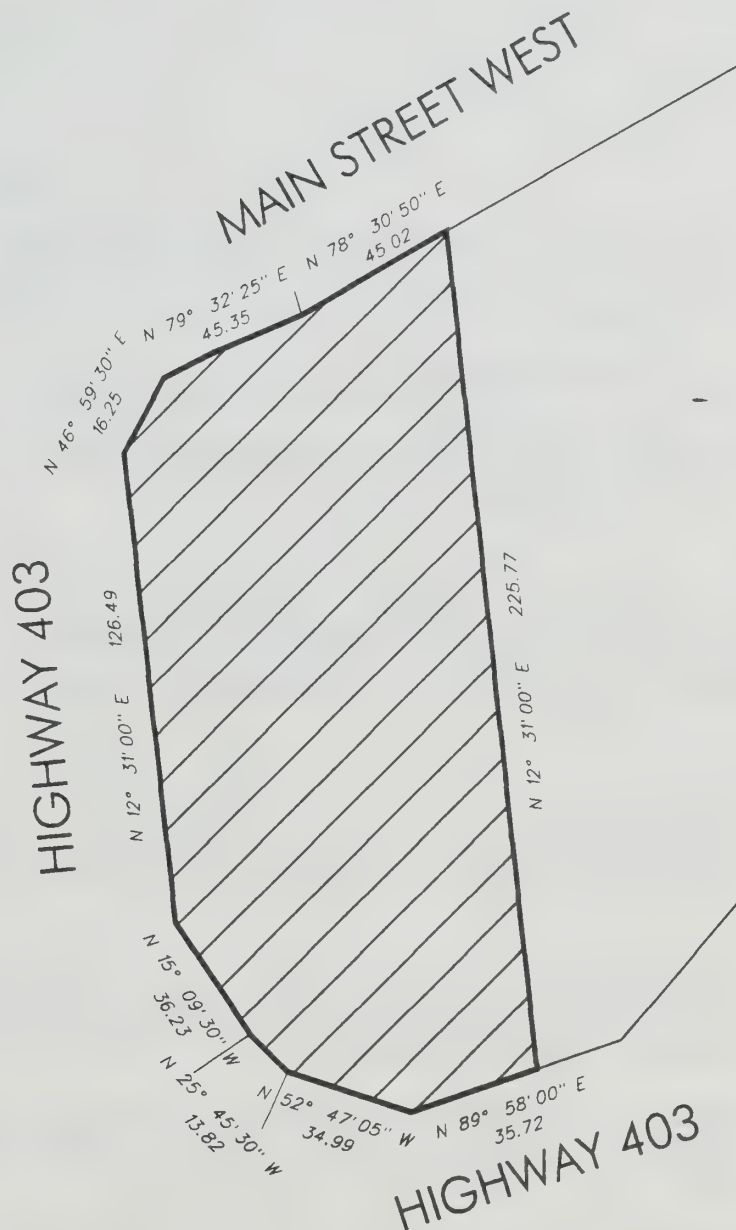 MAIN STREET WEST
N 78° 30'50" E
45.02
N 79° 32'25" E
45.35
N 46° 59'30" E
16.25
HIGHWAY 403
126.49
N 12° 31'00" E
225.77
N 12° 31'00" E
N 15° 09'30" W
36.23
N 25° 45'30" W
13.82
N 52° 47'05" W
34.99
N 89° 58'00" E
35.72
HIGHWAY 403